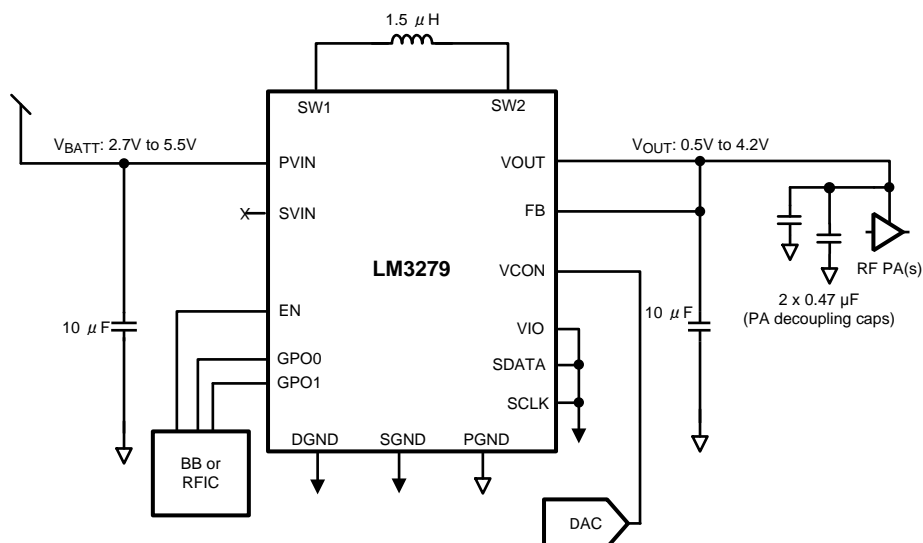 1.5 μH
SW1
SW2
VBATT: 2.7V to 5.5V
PVIN
VOUT
VOUT: 0.5V to 4.2V
SVIN
FB
LM3279
VCON
RF PA(s)
2 x 0.47 µF
(PA decoupling caps)
10 μF
EN
VIO
10 μF
GPO0
SDATA
GPO1
SCLK
DGND
SGND
PGND
BB or
RFIC
DAC